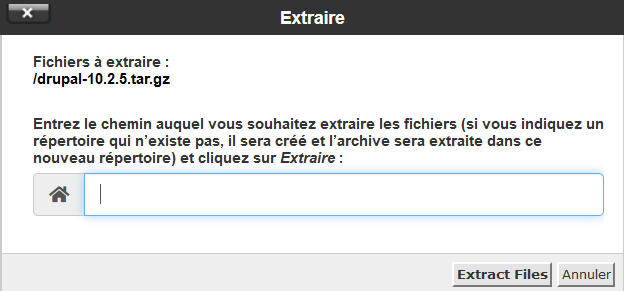 Extraire
Fichiers à extraire :
/drupal-10.2.5.tar.gz
Entrez le chemin auquel vous souhaitez extraire les fichiers (si vous indiquez un
répertoire qui n’existe pas, il sera créé et l’archive sera extraite dans ce
nouveau répertoire) et cliquez sur Extraire :
Extract Files Annuler